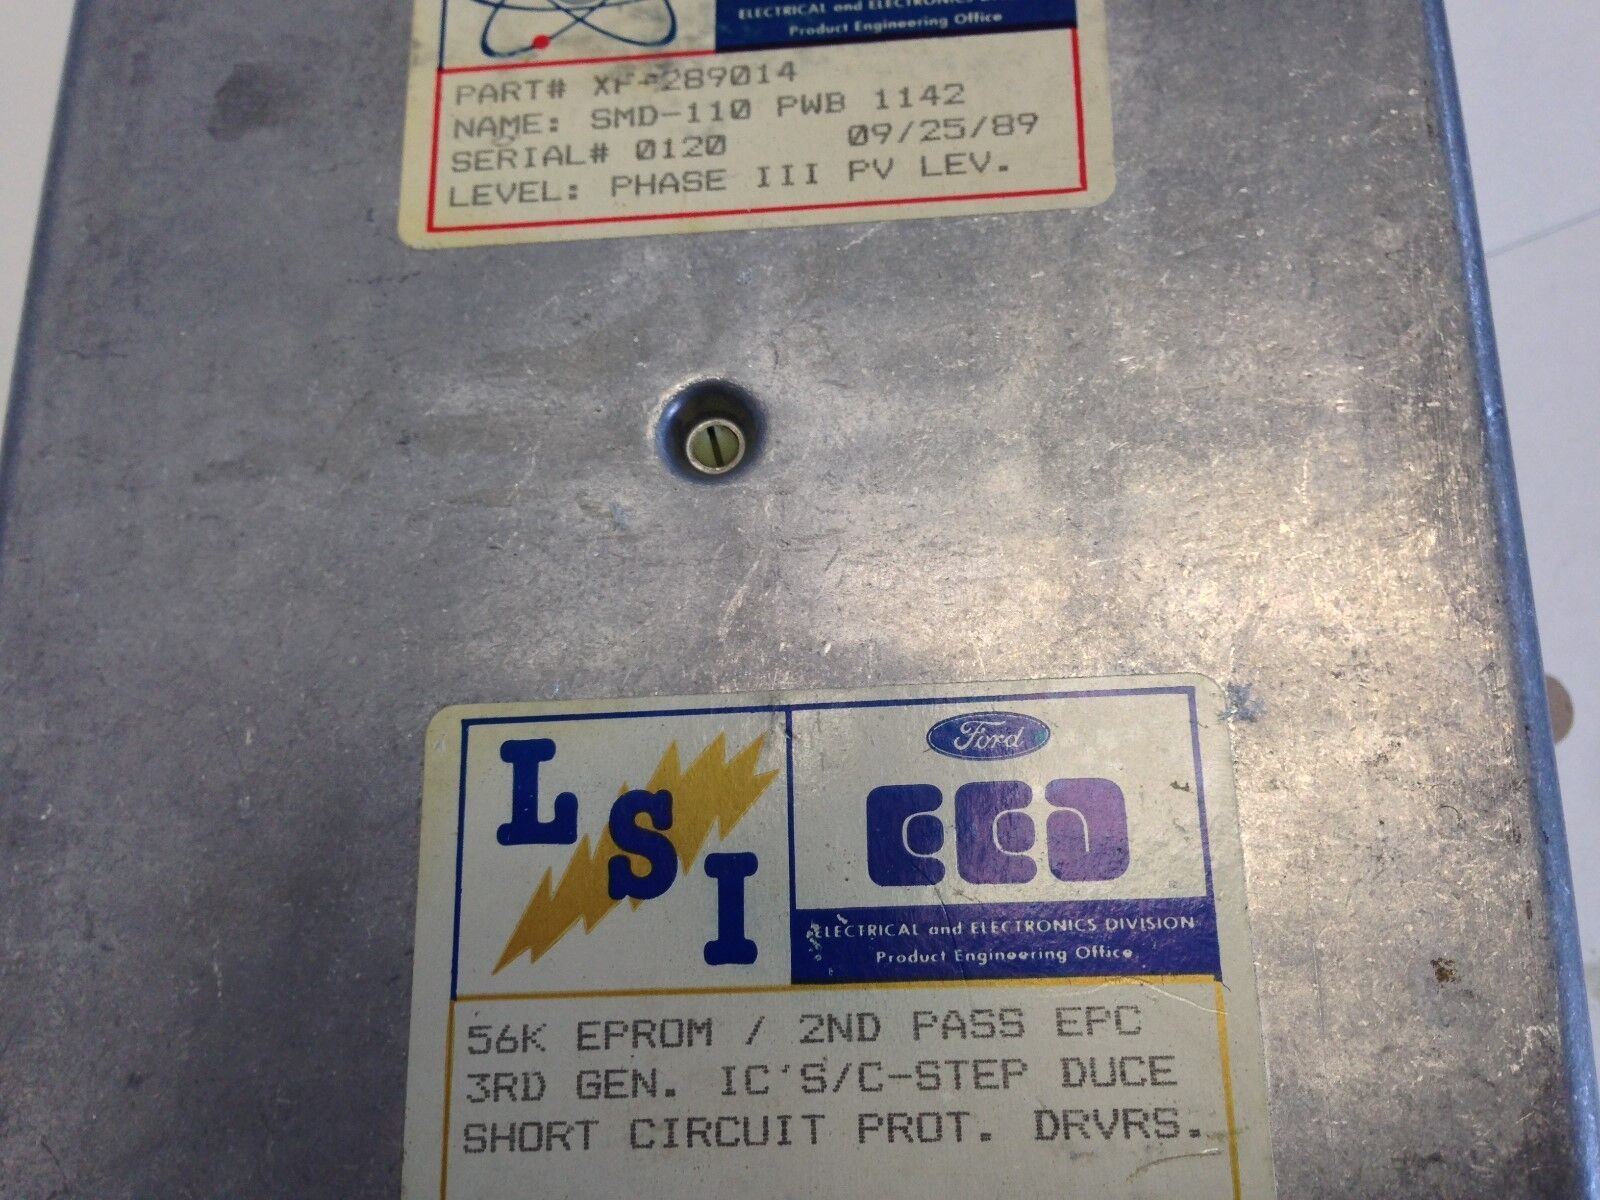 ELECTRICAL and ELECTRONICS
Product Engineering Office
PART# XF-289014
NAME: SMD-110 PWB 1142
SERIAL# 0120 09/25/89
LEVEL: PHASE III PV LEV.
LSI
Ford
EED
ELECTRICAL and ELECTRONICS DIVISION
Product Engineering Office
56K EPROM / 2ND PASS EPC
3RD GEN. IC'S/C-STEP DUCE
SHORT CIRCUIT PROT. DRVRS.